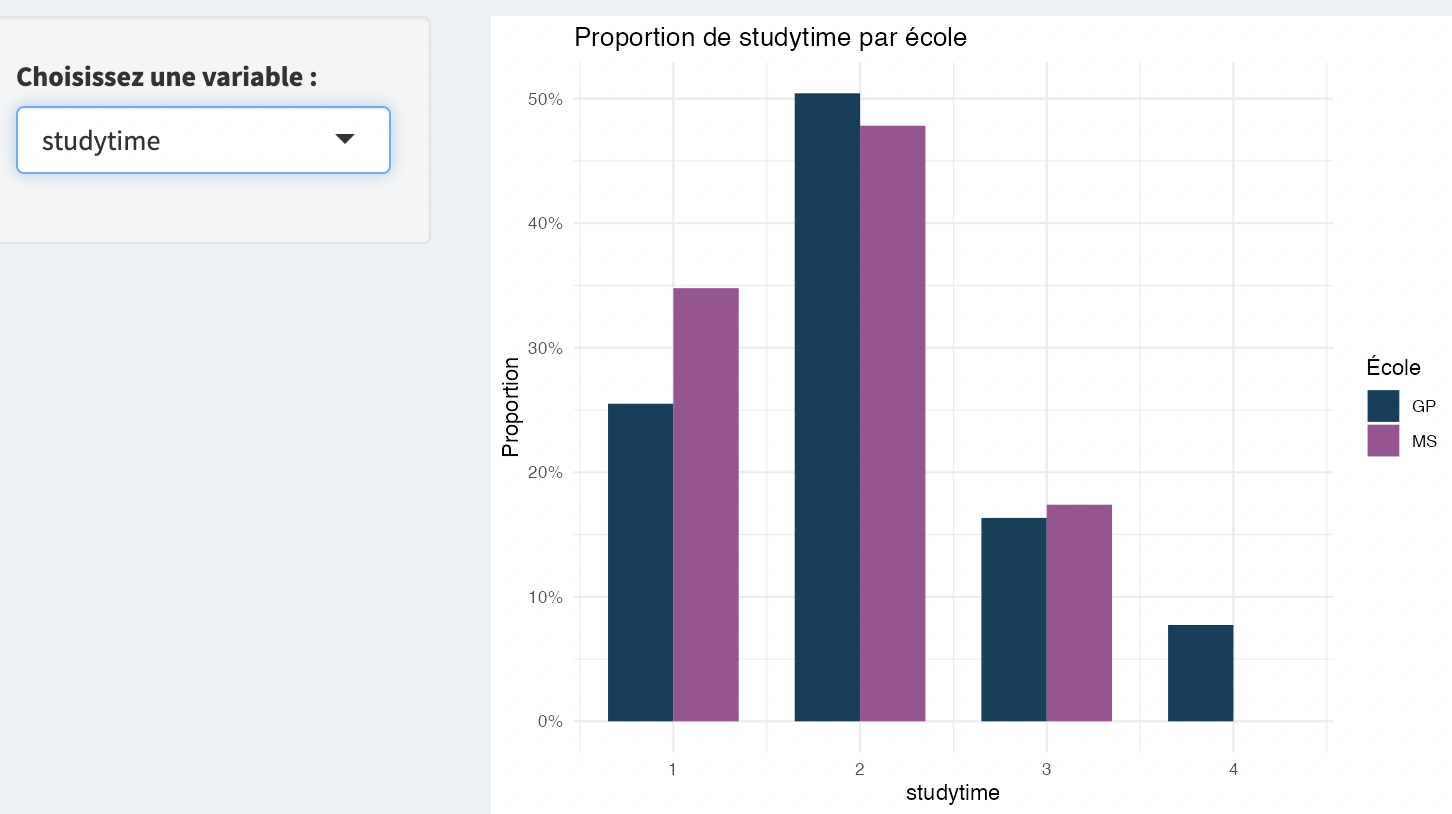 Choisissez une variable :
studytime
Proportion de studytime par école
50%
40%
30%
20%
10%
0%
Proportion
1
2
3
4
studytime
École
GP
MS